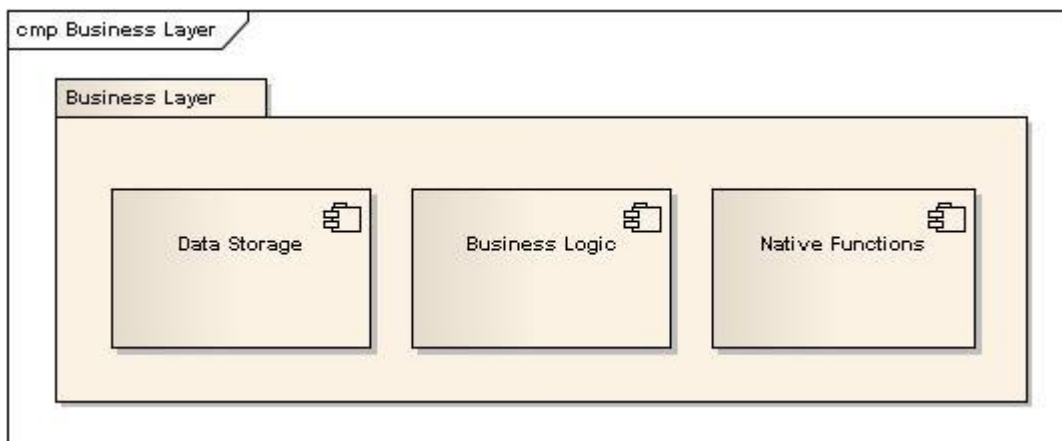 cmp Business Layer
Business Layer
Data Storage
Business Logic
Native Functions